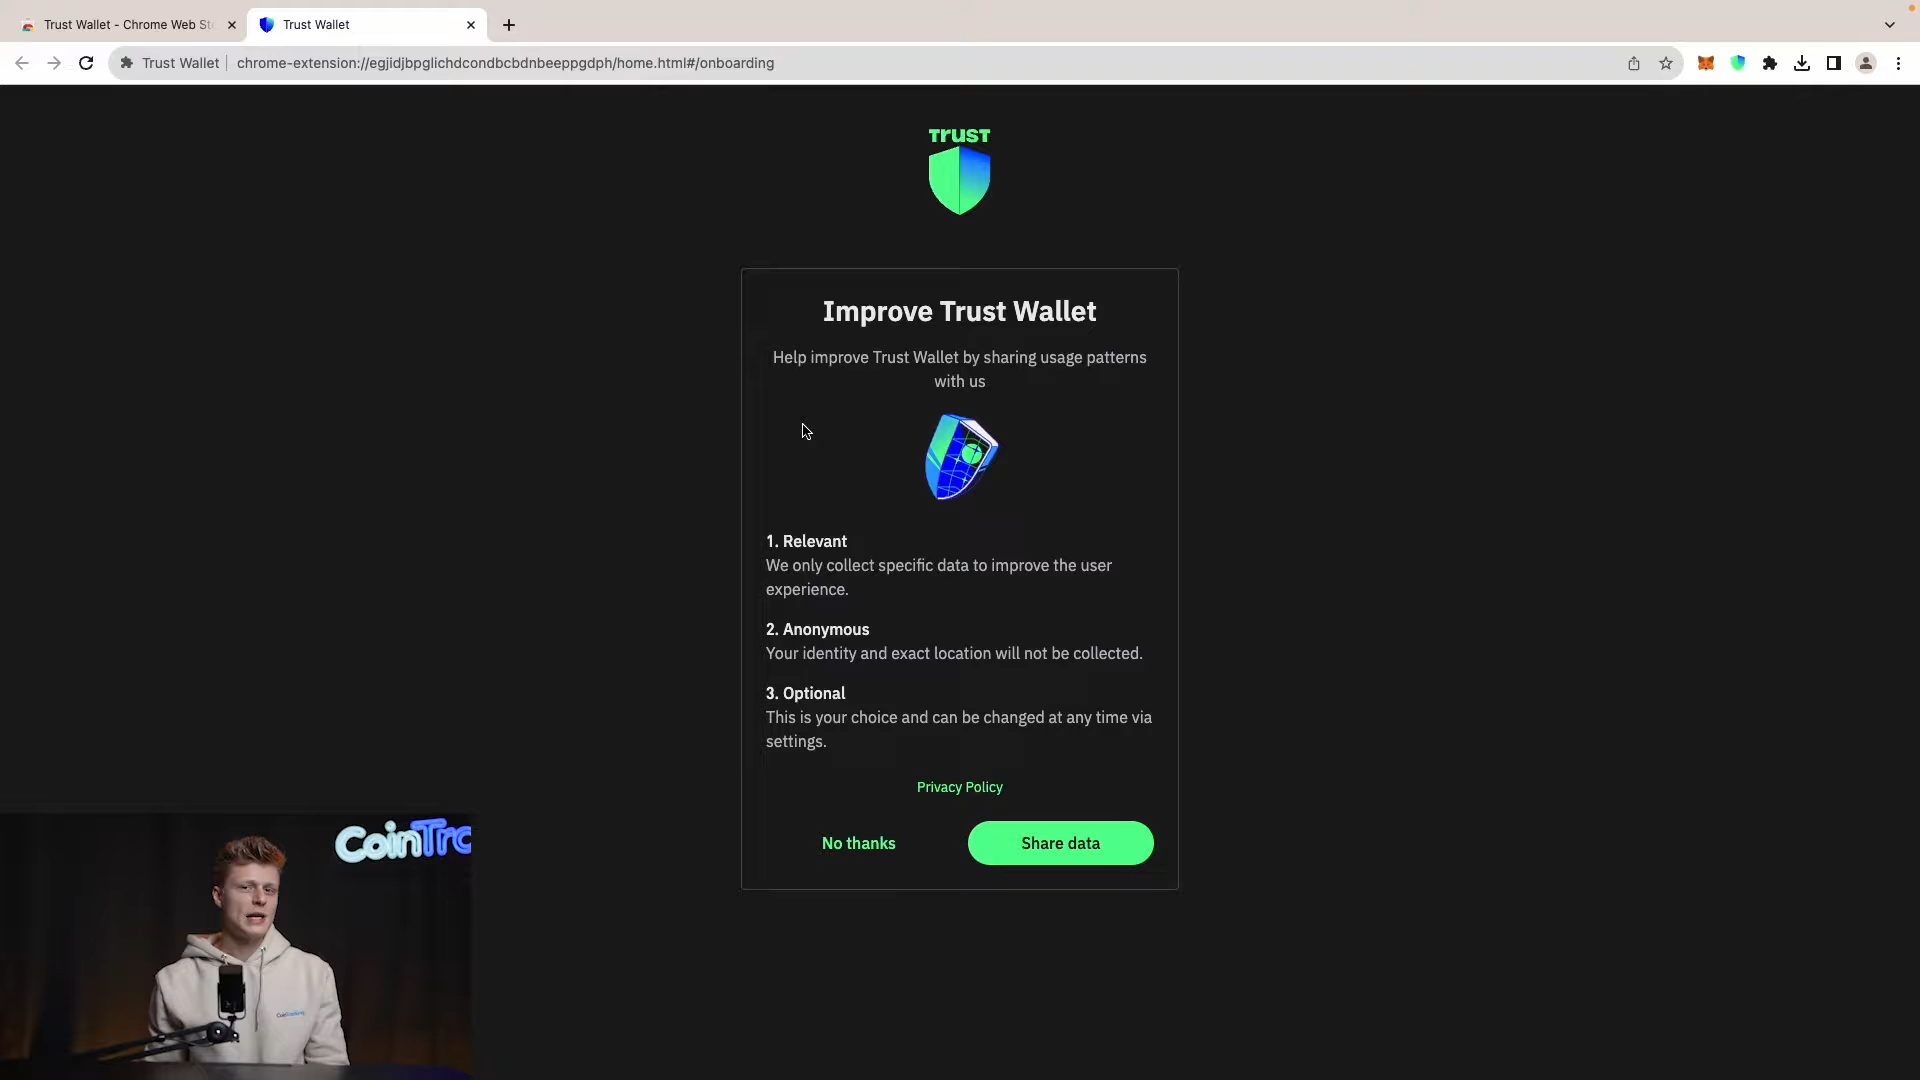 Trust Wallet - Chrome Web Sto
Trust Wallet
Trust Wallet
chrome-extension://egjidjbpglichdcondbcbdnbeeppgdph/home.html#/onboarding
TRUST
Improve Trust Wallet
Help improve Trust Wallet by sharing usage patterns
with us
1. Relevant
We only collect specific data to improve the user
experience.
2. Anonymous
Your identity and exact location will not be collected.
3. Optional
This is your choice and can be changed at any time via
settings.
Privacy Policy
No thanks
Share data
CoinTra
CoinTracking